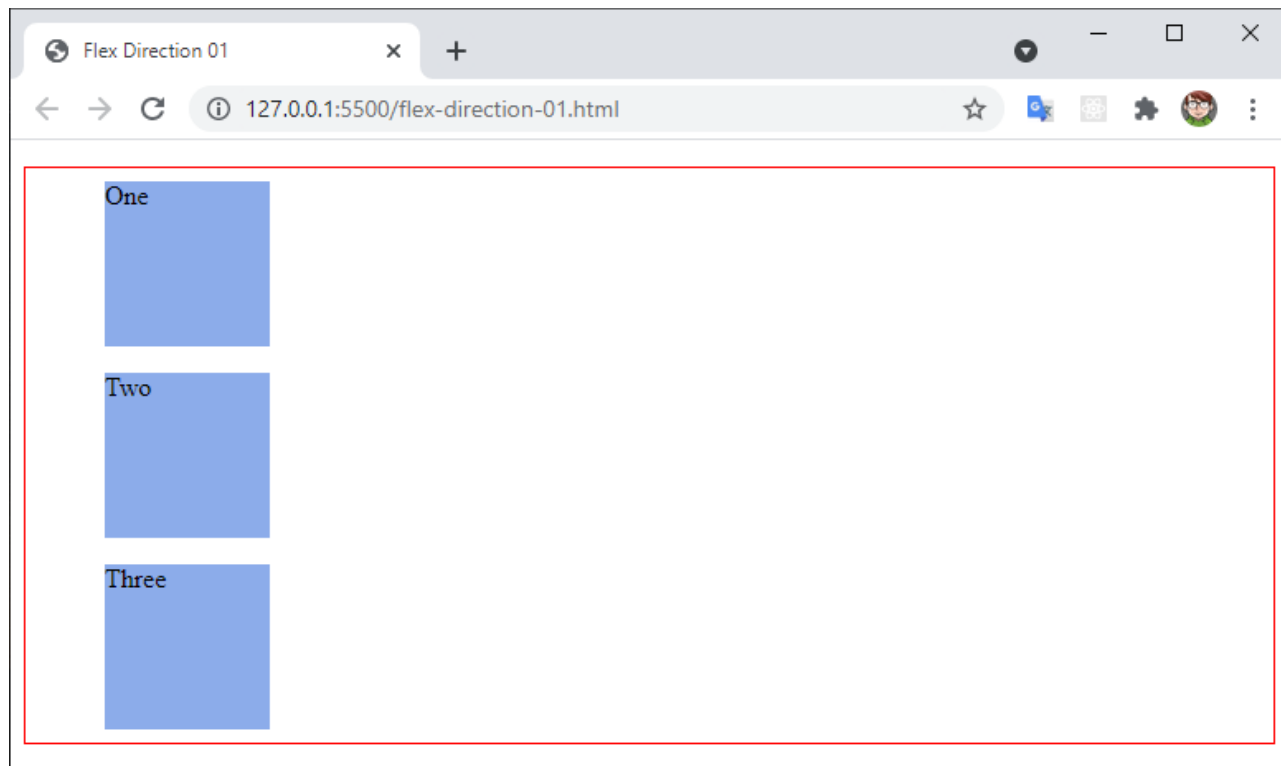 Flex Direction 01
127.0.0.1:5500/flex-direction-01.html
One
Two
Three